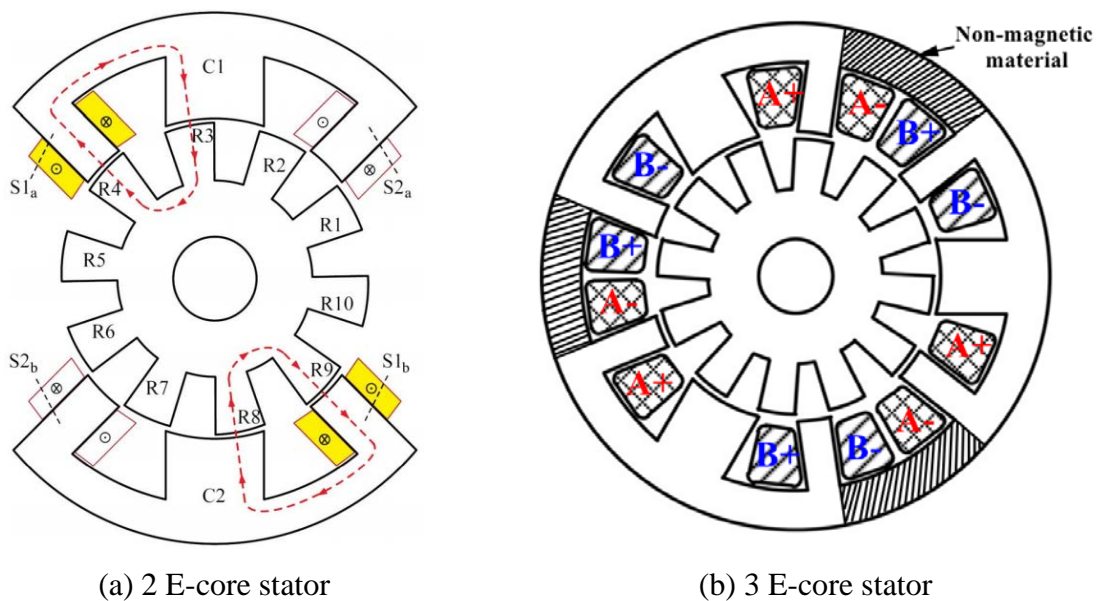 C1
R3
R2
R4
S1a
S2a
R1
R5
R10
R6
S2b
S1b
R9
R7
R8
C2
(a) 2 E-core stator
Non-magnetic
material
A+
A-
B+
B-
B-
B+
A-
A+
A+
A-
B+
B-
(b) 3 E-core stator